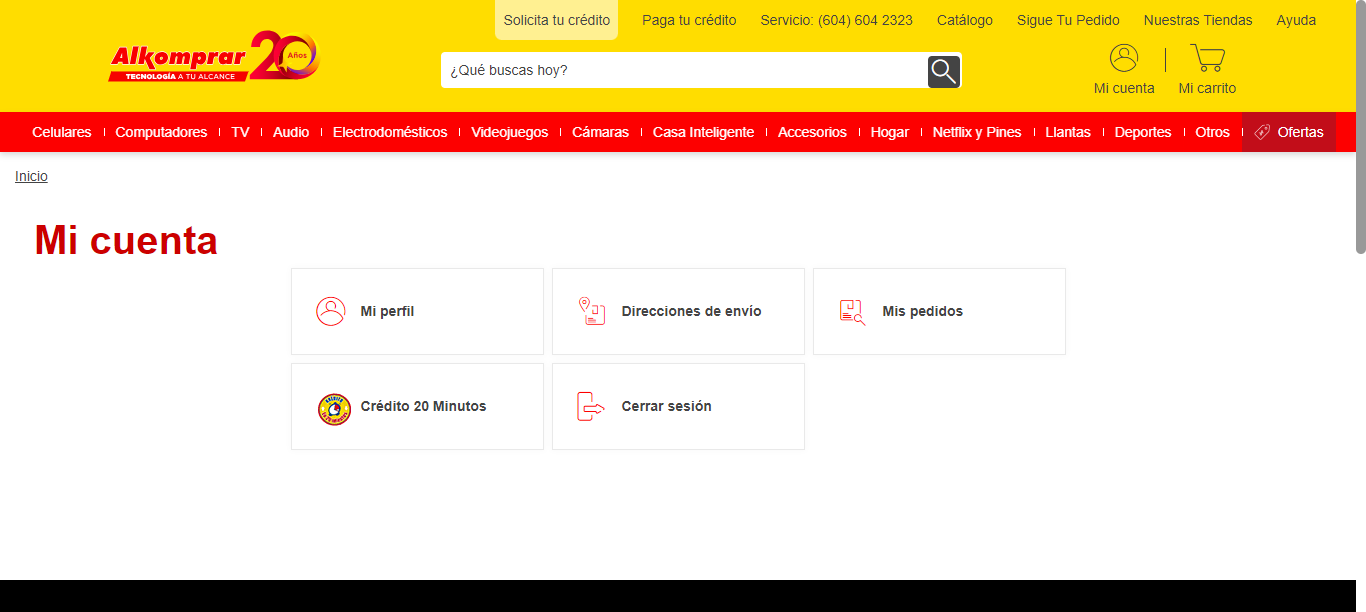 Solicita tu crédito Paga tu crédito Servicio: (604) 604 2323 Catálogo Sigue Tu Pedido Nuestras Tiendas Ayuda
Alkomprar 20 Años
TECNOLOGÍA A TU ALCANCE
¿Qué buscas hoy?
Mi cuenta Mi carrito
Celulares Computadores TV Audio Electrodomésticos Videojuegos Cámaras Casa Inteligente Accesorios Hogar Netflix y Pines Llantas Deportes Otros Ofertas
Inicio
Mi cuenta
Mi perfil Direcciones de envío Mis pedidos
Crédito 20 Minutos Cerrar sesión